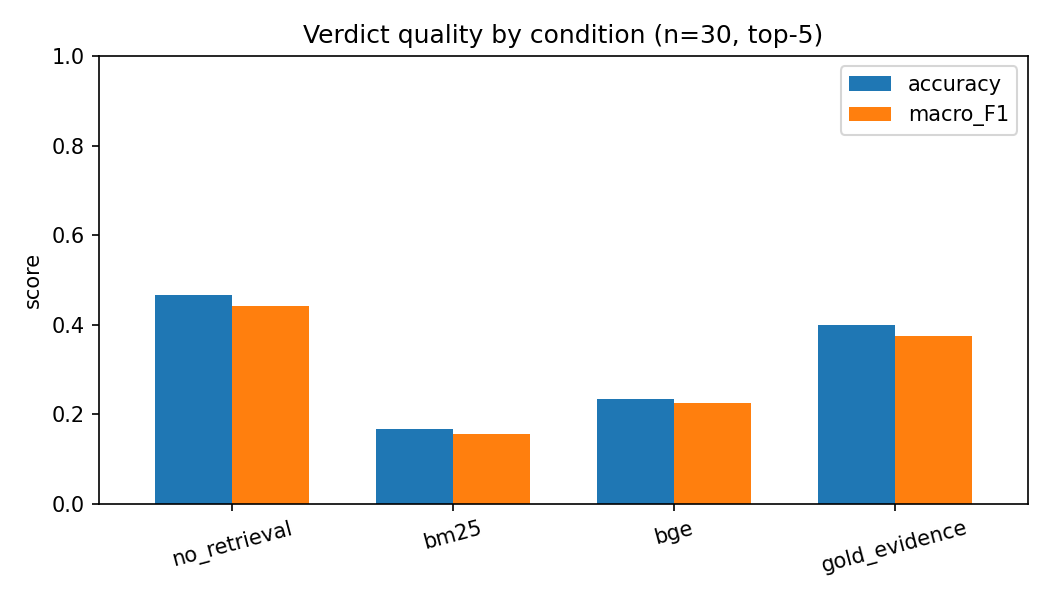 Verdict quality by condition (n=30, top-5)
1.0
0.8
0.6
0.4
0.2
0.0
score
accuracy
macro_F1
no_retrieval
bm25
bge
gold_evidence